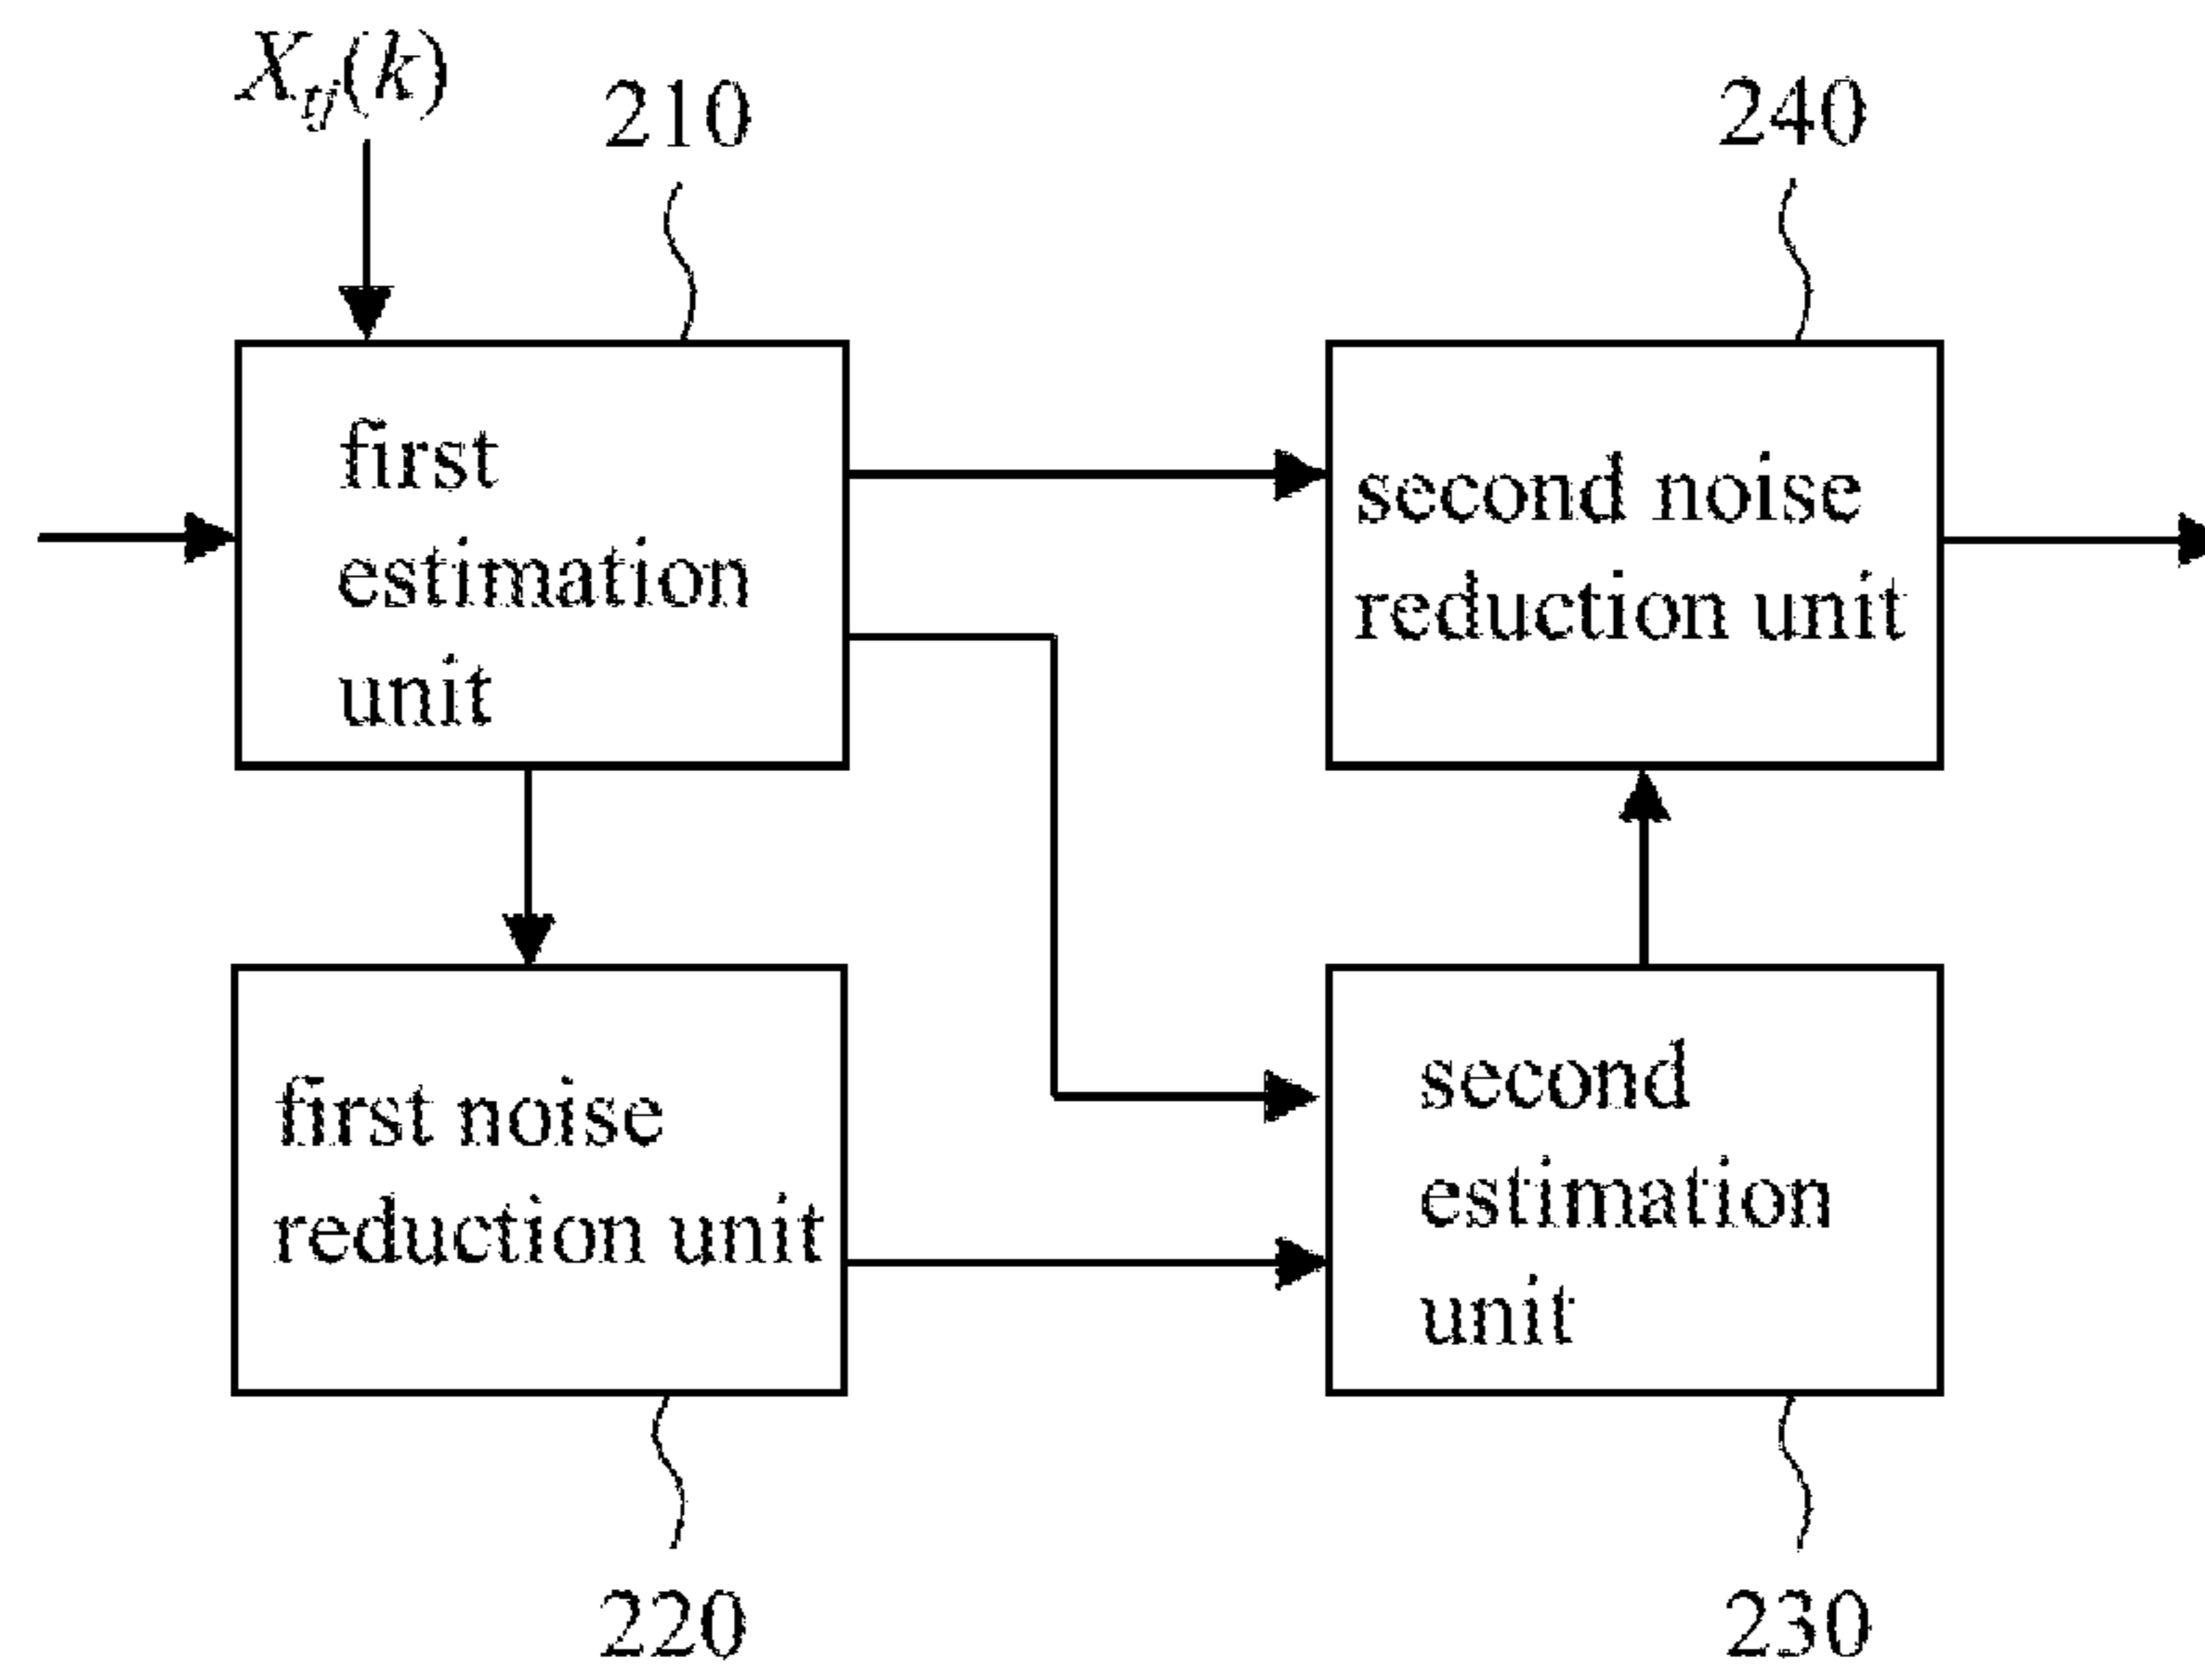 X_tj(k)
210
240
first
estimation
unit
second noise
reduction unit
first noise
reduction unit
second
estimation
unit
220
230